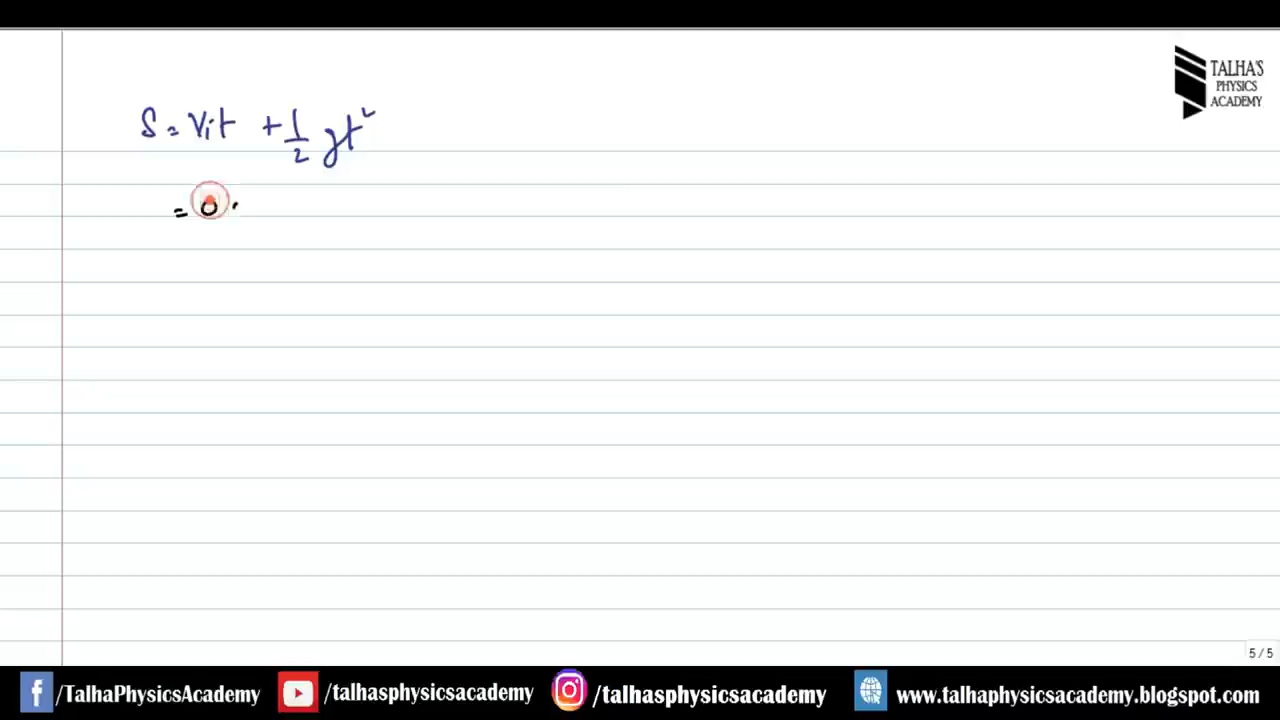 TALHA'S
PHYSICS
ACADEMY
S = Vit + 1/2 gt²
= 0.
5 / 5
/TalhaPhysicsAcademy
/talhasphysicsacademy
/talhasphysicsacademy
www.talhaphysicsacademy.blogspot.com